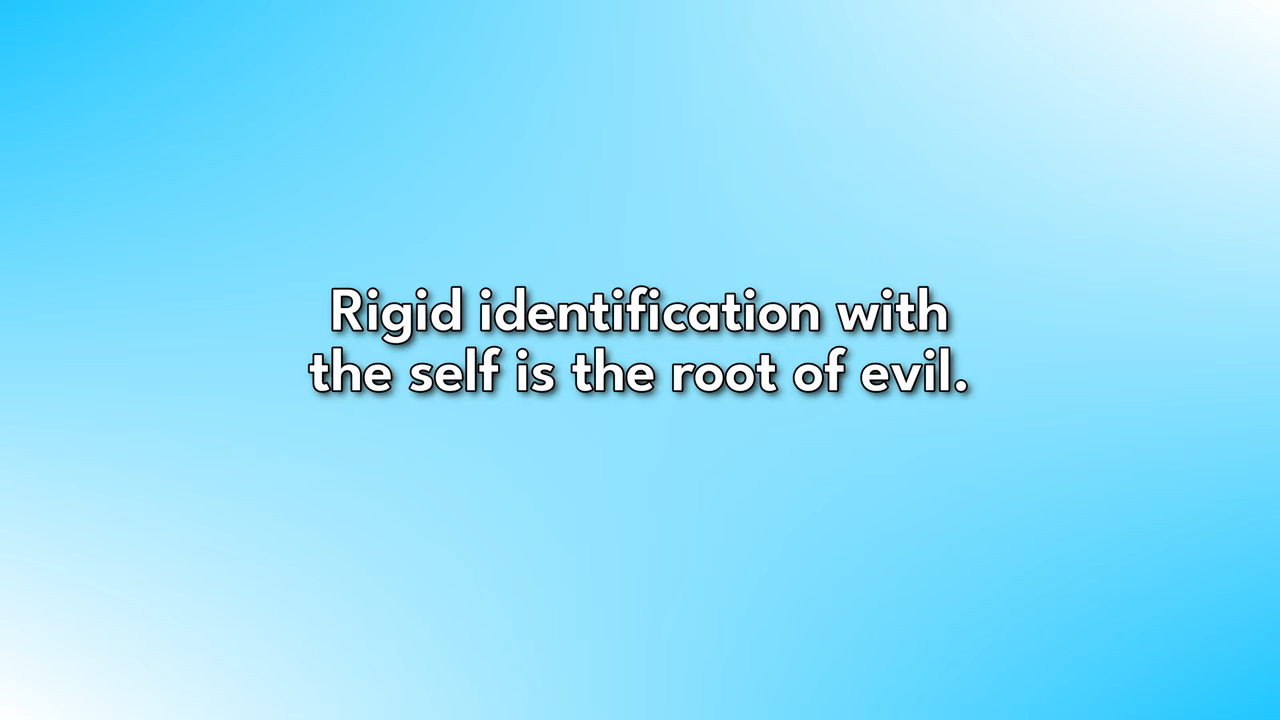 Rigid identification with
the self is the root of evil.